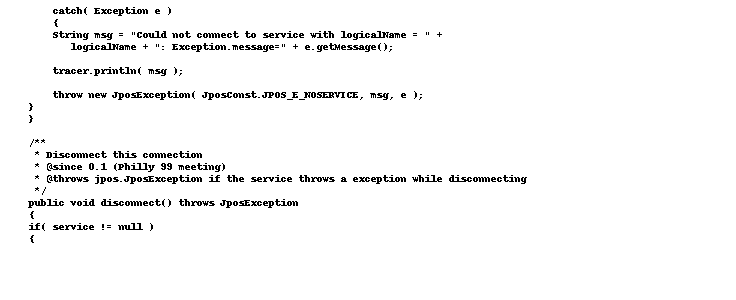 catch( Exception e )
{
String msg = "Could not connect to service with logicalName = " +
logicalName + ": Exception.message=" + e.getMessage();
tracer.println( msg );
throw new JposException( JposConst.JPOS_E_NOSERVICE, msg, e );
}
}
/**
* Disconnect this connection
* @since 0.1 (Philly 99 meeting)
* @throws jpos.JposException if the service throws a exception while disconnecting
*/
public void disconnect() throws JposException
{
if( service != null )
{